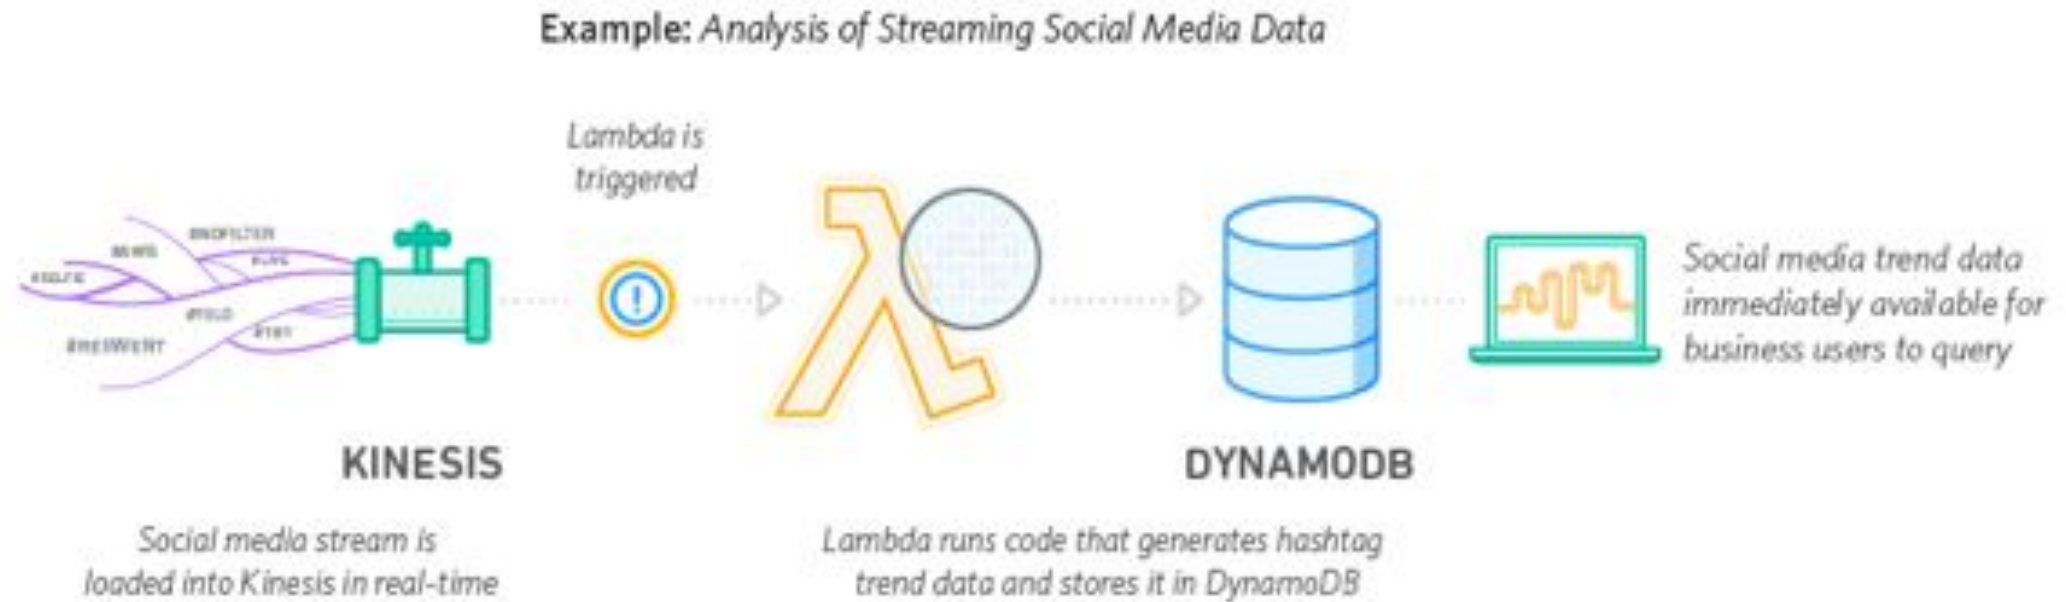 Example: Analysis of Streaming Social Media Data
Lambda is
triggered
#NOFILTER
#SELFIE
Social media trend data
immediately available for
business users to query
KINESIS
DYNAMODB
Social media stream is
loaded into Kinesis in real-time
Lambda runs code that generates hashtag
trend data and stores it in DynamoDB